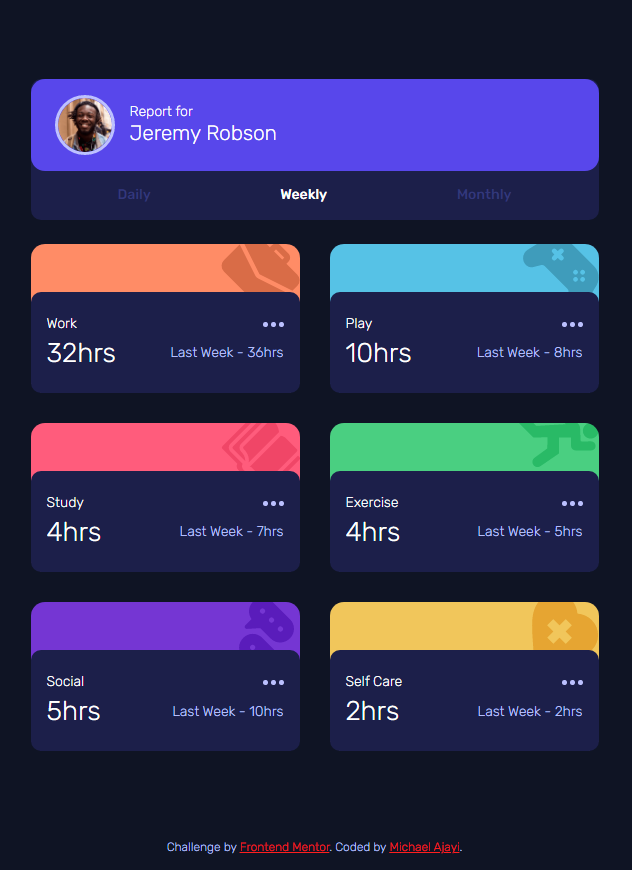 Report for
Jeremy Robson
Daily Weekly Monthly
Work
32hrs Last Week - 36hrs
Play
10hrs Last Week - 8hrs
Study
4hrs Last Week - 7hrs
Exercise
4hrs Last Week - 5hrs
Social
5hrs Last Week - 10hrs
Self Care
2hrs Last Week - 2hrs
Challenge by Frontend Mentor. Coded by Michael Ajayi.